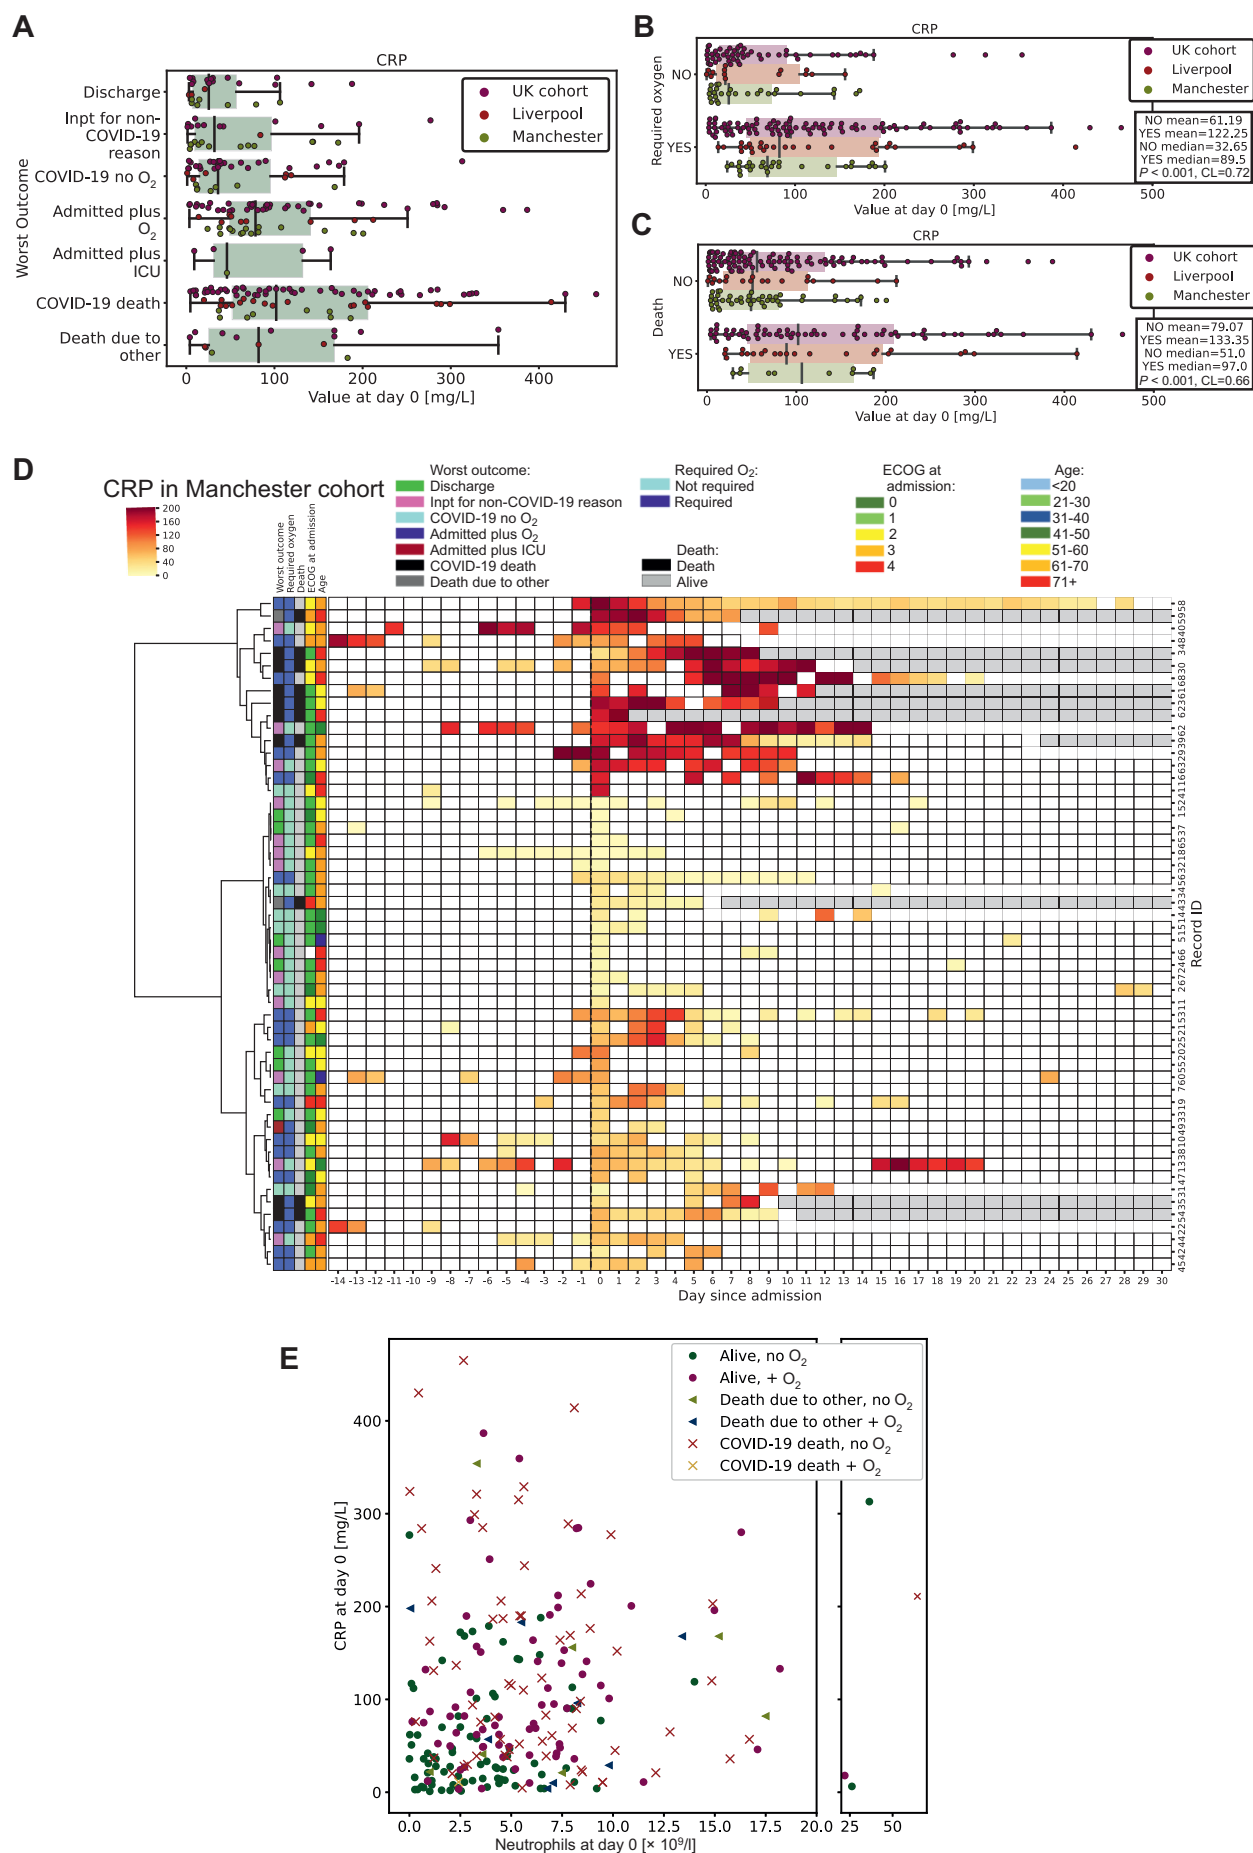 A
CRP
Discharge
Inpt for non-
COVID-19
reason
COVID-19 no O2
Admitted plus
O2
Admitted plus
ICU
COVID-19 death
Death due to
other
Worst Outcome
UK cohort
Liverpool
Manchester
0 100 200 300 400
Value at day 0 [mg/L]
B
CRP
Required oxygen
NO
YES
UK cohort
Liverpool
Manchester
NO mean=61.19
YES mean=122.25
NO median=32.65
YES median=89.5
P < 0.001, CL=0.72
0 100 200 300 400 500
Value at day 0 [mg/L]
C
CRP
Death
NO
YES
UK cohort
Liverpool
Manchester
NO mean=79.07
YES mean=133.35
NO median=51.0
YES median=97.0
P < 0.001, CL=0.66
0 100 200 300 400 500
Value at day 0 [mg/L]
D
CRP in Manchester cohort
200
160
120
80
40
0
Worst outcome:
Discharge
Inpt for non-COVID-19 reason
COVID-19 no O2
Admitted plus O2
Admitted plus ICU
COVID-19 death
Death due to other
Required O2:
Not required
Required
Death:
Death
Alive
ECOG at
admission:
0
1
2
3
4
Age:
<20
21-30
31-40
41-50
51-60
61-70
71+
Worst outcome
Required oxygen
Death
ECOG at admission
Age
Record ID
-14 -13 -12 -11 -10 -9 -8 -7 -6 -5 -4 -3 -2 -1 0 1 2 3 4 5 6 7 8 9 10 11 12 13 14 15 16 17 18 19 20 21 22 23 24 25 26 27 28 29 30
Day since admission
E
Alive, no O2
Alive, + O2
Death due to other, no O2
Death due to other + O2
COVID-19 death, no O2
COVID-19 death + O2
CRP at day 0 [mg/L]
400
300
200
100
0
0.0 2.5 5.0 7.5 10.0 12.5 15.0 17.5 20.0 25 50
Neutrophils at day 0 [× 10⁹/l]